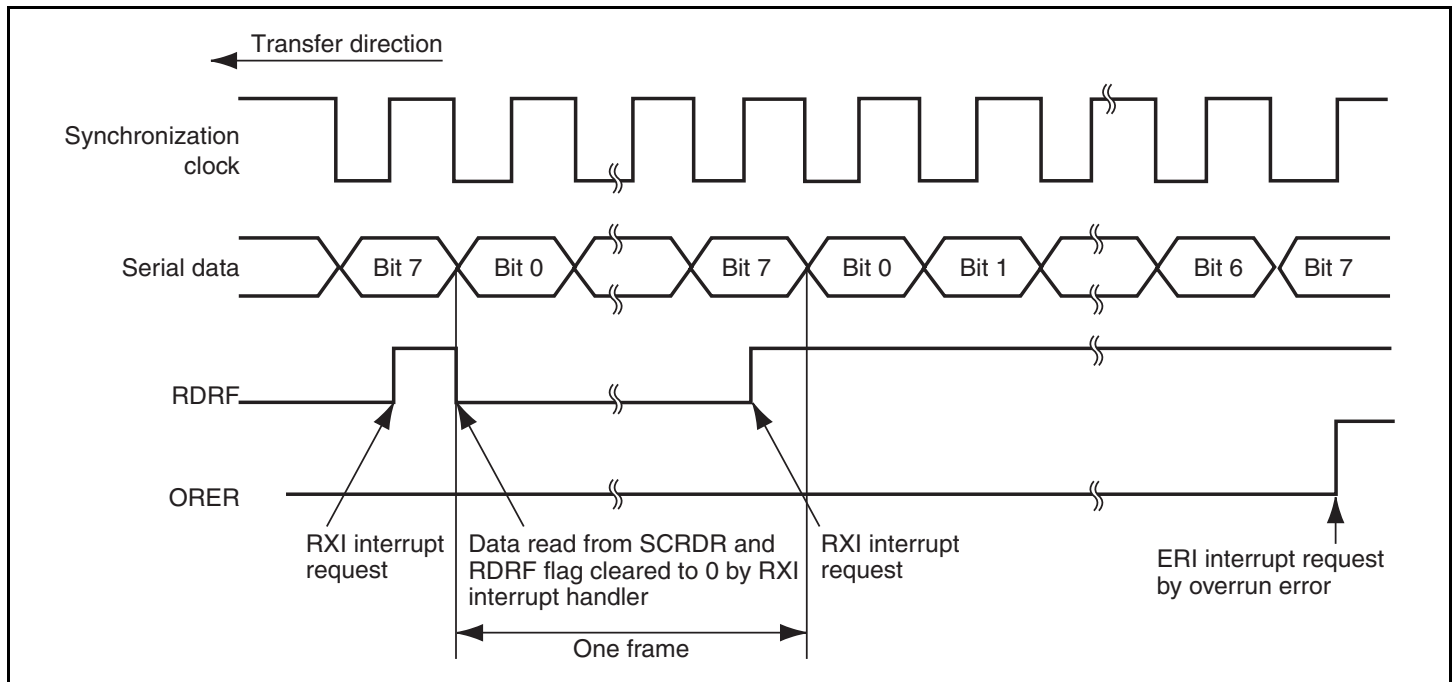 Transfer direction
Synchronization
clock
Serial data
Bit 7
Bit 0
Bit 7
Bit 0
Bit 1
Bit 6
Bit 7
RDRF
ORER
RXI interrupt
request
Data read from SCRDR and
RDRF flag cleared to 0 by RXI
interrupt handler
RXI interrupt
request
ERI interrupt request
by overrun error
One frame